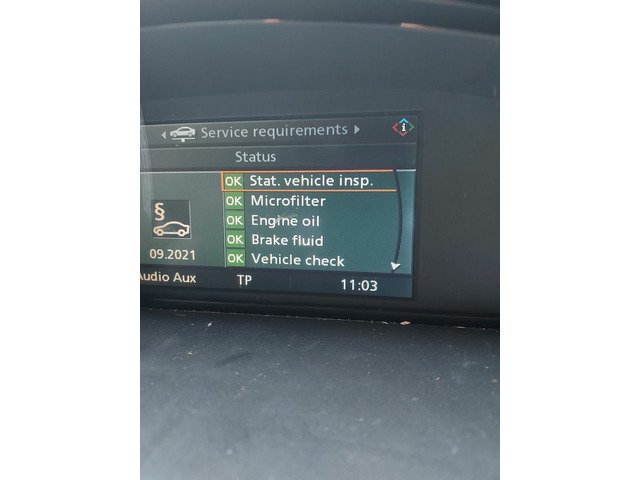 Service requirements
Status
OK Stat. vehicle insp.
OK Microfilter
OK Engine oil
OK Brake fluid
OK Vehicle check
§
09.2021
Audio Aux TP 11:03